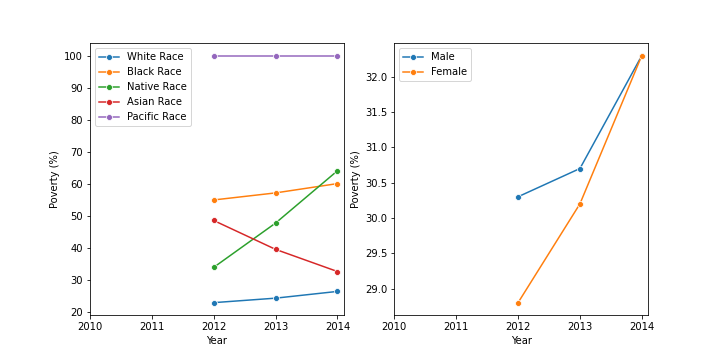 White Race
Black Race
Native Race
Asian Race
Pacific Race
100
90
80
70
60
50
40
30
20
Poverty (%)
2010 2011 2012 2013 2014
Year
Male
Female
32.0
31.5
31.0
30.5
30.0
29.5
29.0
Poverty (%)
2010 2011 2012 2013 2014
Year